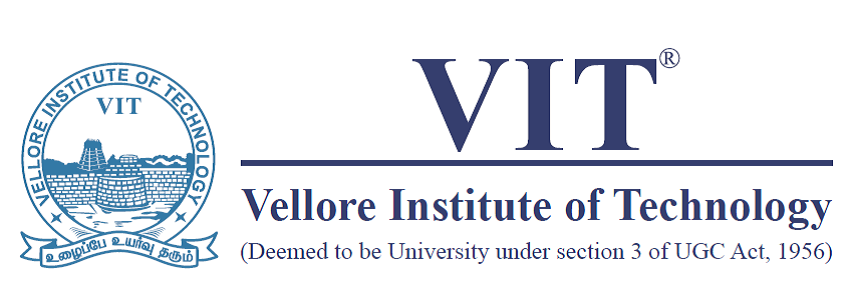 VELLORE INSTITUTE OF TECHNOLOGY
VIT
உழைப்பே உயர்வு தரும்
VIT®
Vellore Institute of Technology
(Deemed to be University under section 3 of UGC Act, 1956)